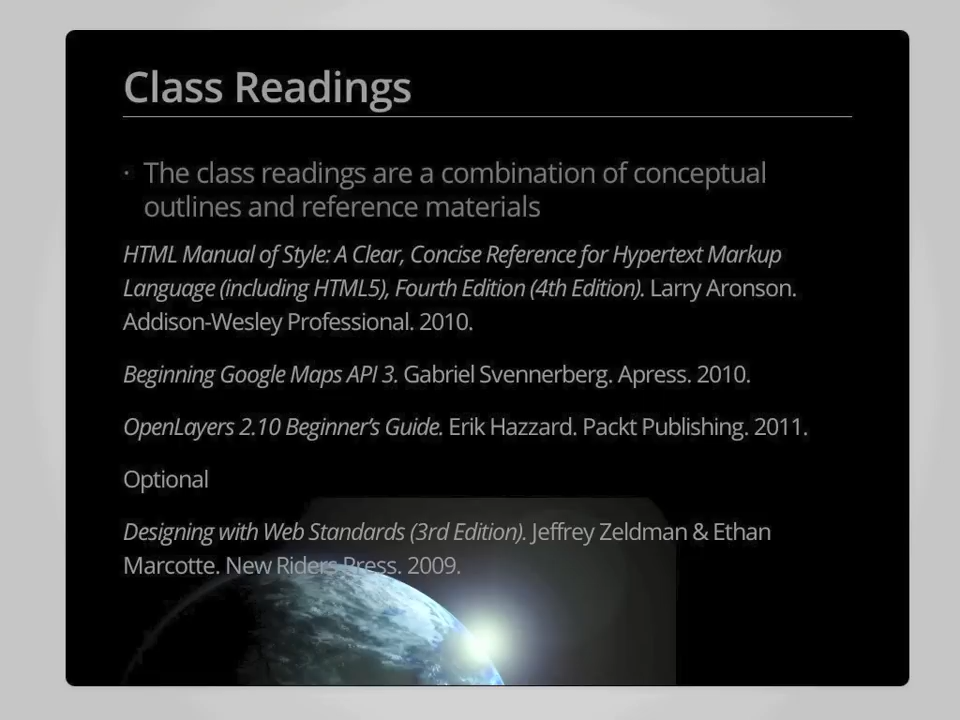 Class Readings
· The class readings are a combination of conceptual
outlines and reference materials
HTML Manual of Style: A Clear, Concise Reference for Hypertext Markup
Language (including HTML5), Fourth Edition (4th Edition). Larry Aronson.
Addison-Wesley Professional. 2010.
Beginning Google Maps API 3. Gabriel Svennerberg. Apress. 2010.
OpenLayers 2.10 Beginner’s Guide. Erik Hazzard. Packt Publishing. 2011.
Optional
Designing with Web Standards (3rd Edition). Jeffrey Zeldman & Ethan
Marcotte. New Riders Press. 2009.